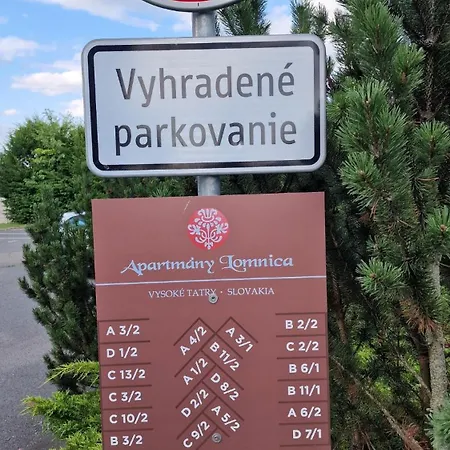 Vyhradené
parkovanie
Apartmány Lomnica
VYSOKÉ TATRY • SLOVAKIA
A 3/2
D 1/2
C 13/2
C 3/2
C 10/2
B 3/2
A 4/2
A 1/2
D 2/2
C 9/2
A 3/1
B 11/2
D 8/2
A 5/2
B 2/2
C 2/2
B 6/1
B 11/1
A 6/2
D 7/1